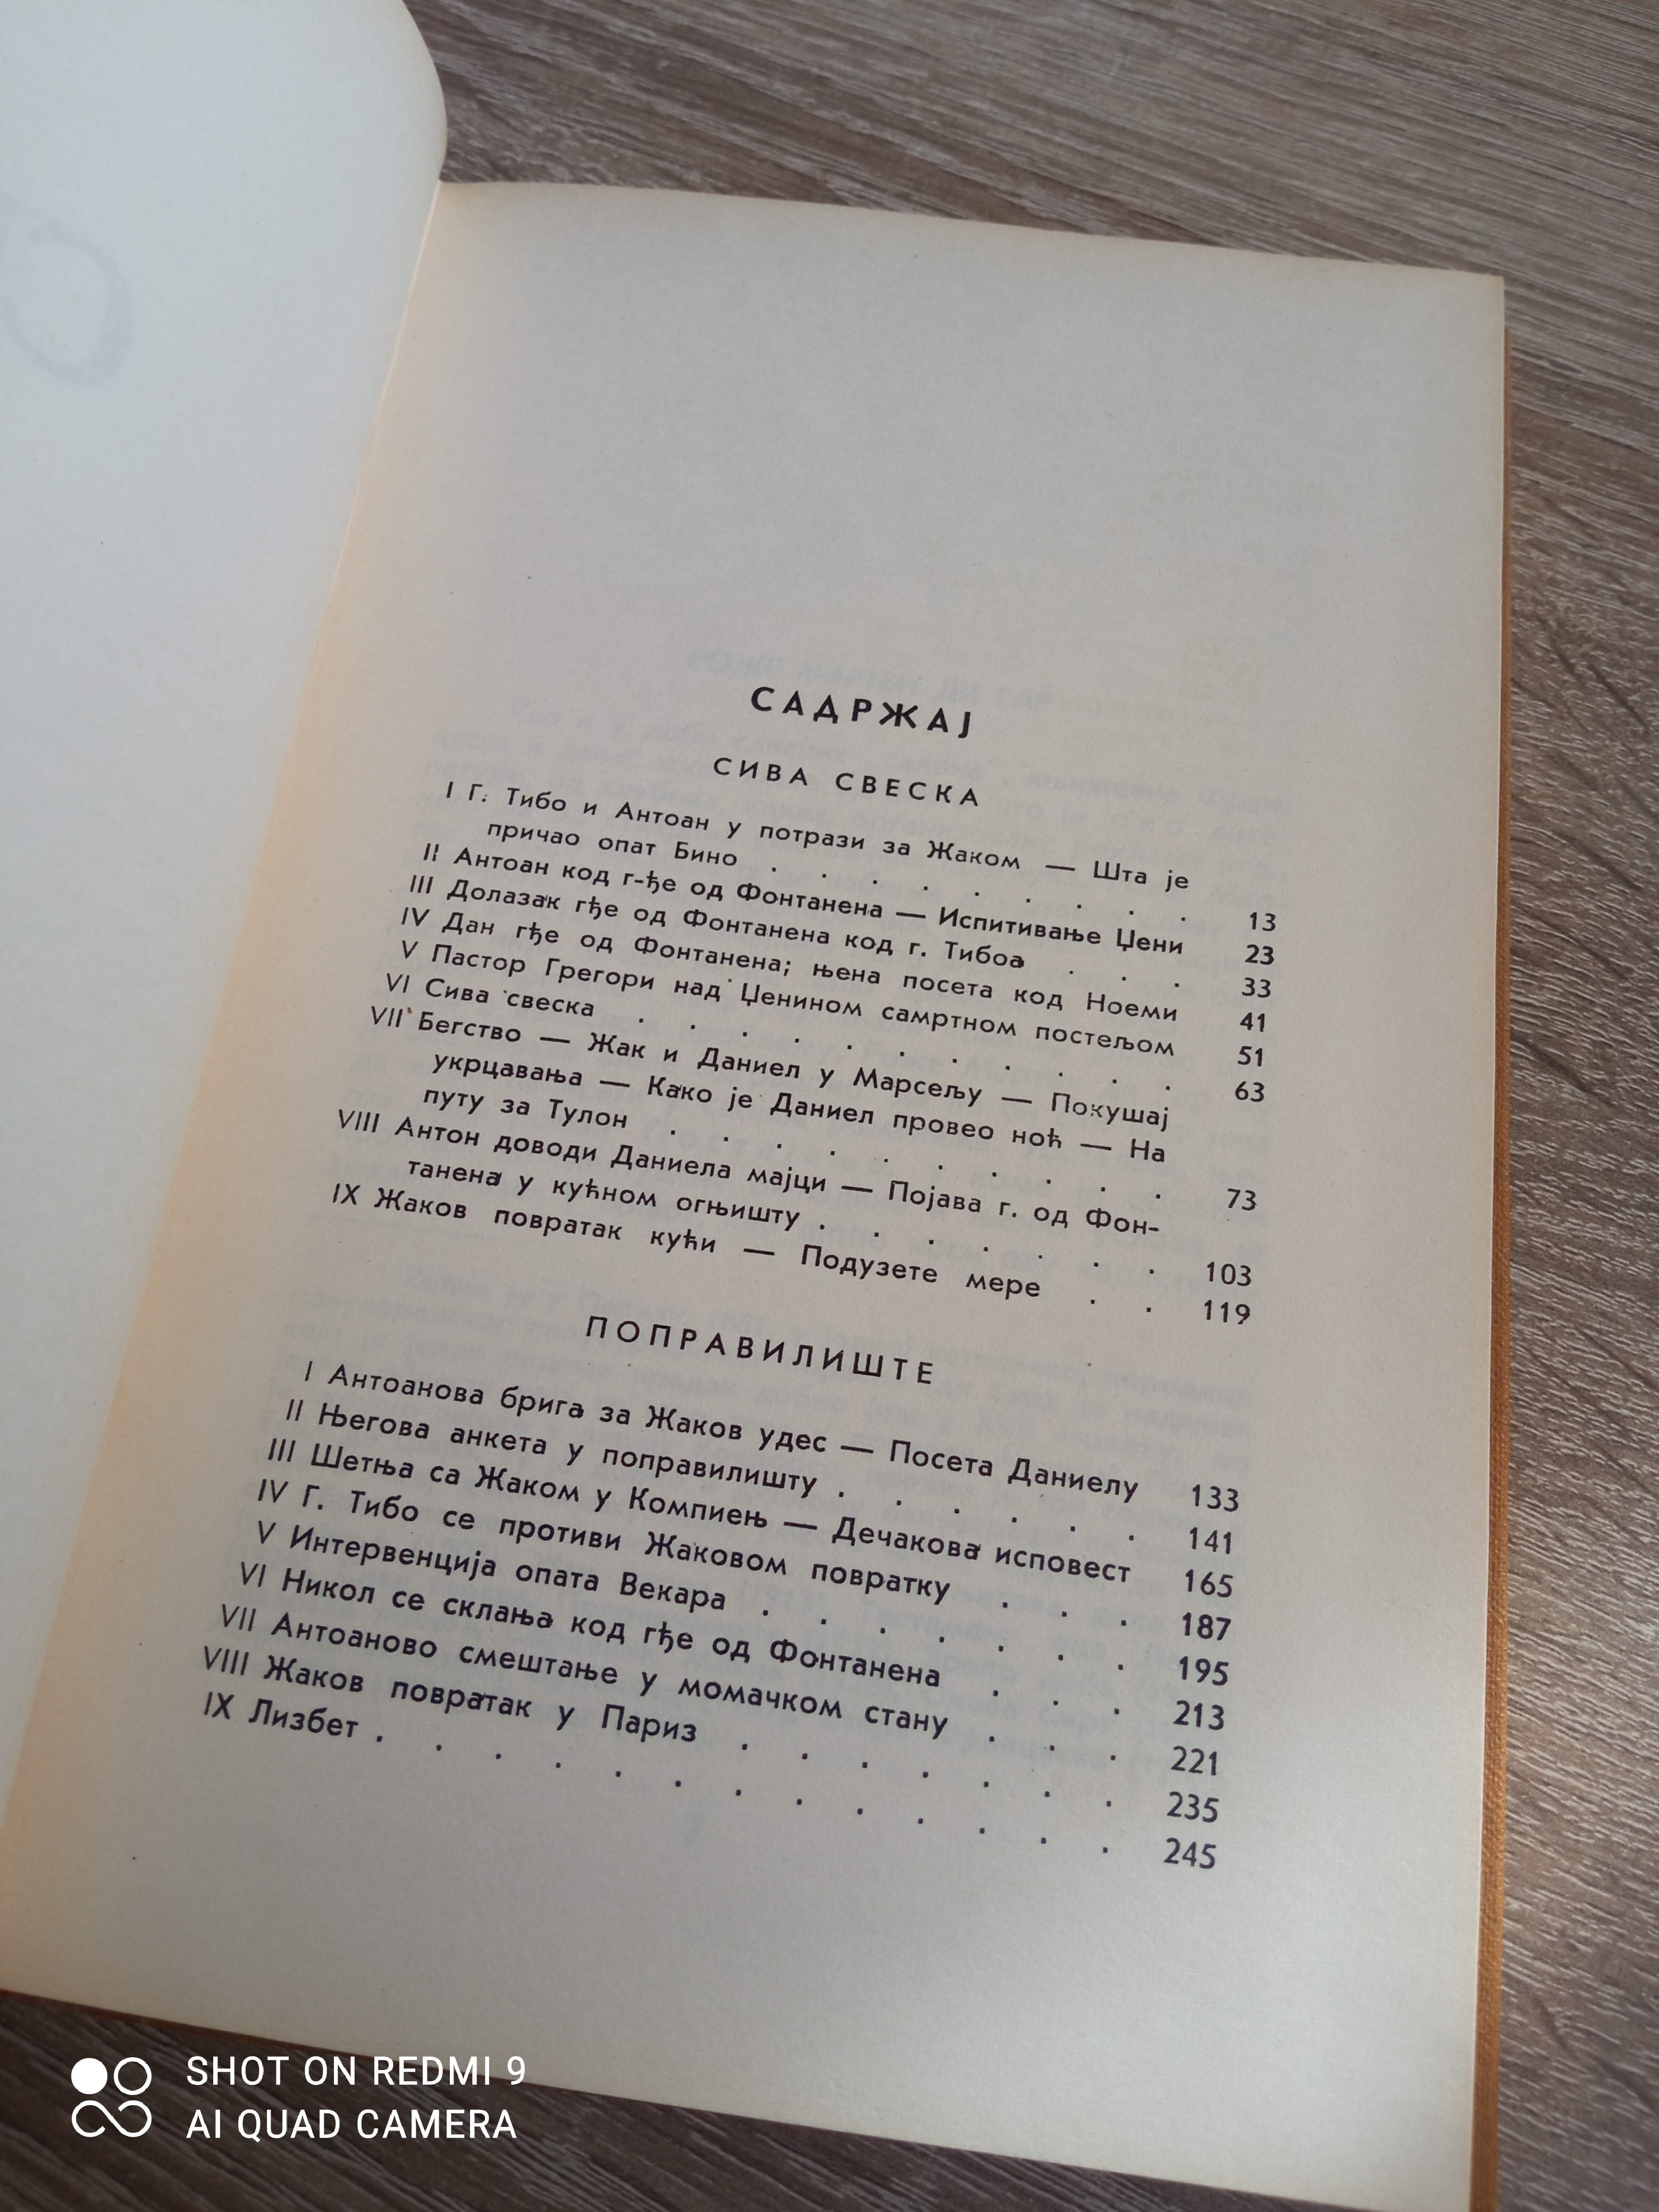 САДРЖАЈ
СИВА СВЕСКА
I Г. Тибо и Антоан у потрази за Жаком — Шта је
причао опат Бино . . . . . . . . . 13
II Антоан код г-ђе од Фонтанена — Испитивање Џени 23
III Долазак гђе од Фонтанена код г. Тибоа . . . 33
IV Дан гђе од Фонтанена; њена посета код Ноеми 41
V Пастор Грегори над Џенином самртном постељом 51
VI Сива свеска . . . . . . . . . . . 63
VII Бегство — Жак и Даниел у Марсељу — Покушај
укрцавања — Како је Даниел провео ноћ — На
путу за Тулон . . . . . . . . . . 73
VIII Антон доводи Даниела мајци — Појава г. од Фон-
танена у кућном огњишту . . . . . . . 103
IX Жаков повратак кући — Подузете мере . . 119
ПОПРАВИЛИШТЕ
I Антоанова брига за Жаков удес — Посета Даниелу 133
II Његова анкета у поправилишту . . . . . . 141
III Шетња са Жаком у Компиењ — Дечакова исповест 165
IV Г. Тибо се противи Жаковом повратку . . . 187
V Интервенција опата Векара . . . . . . . 195
VI Никол се склања код гђе од Фонтанена . . . 213
VII Антоаново смештање у момачком стану . . . 221
VIII Жаков повратак у Париз . . . . . . . 235
IX Лизбет . . . . . . . . . . . . . 245
SHOT ON REDMI 9
AI QUAD CAMERA